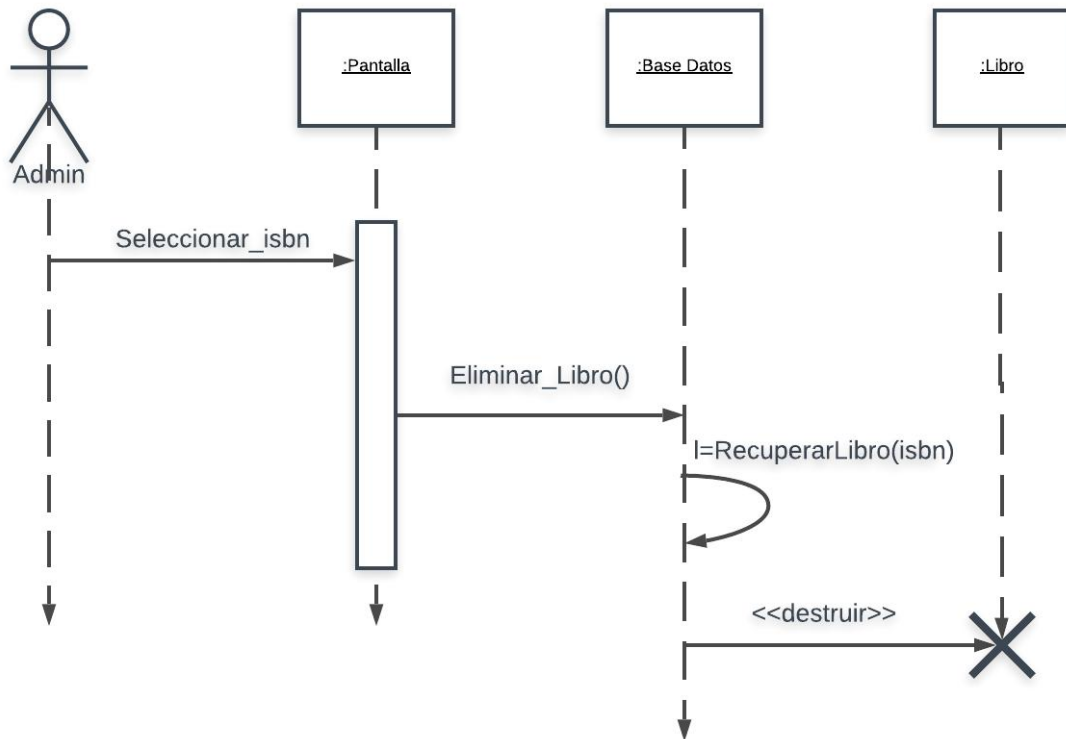 :Pantalla
:Base Datos
:Libro
Admin
Seleccionar_isbn
Eliminar_Libro()
l=RecuperarLibro(isbn)
<<destruir>>